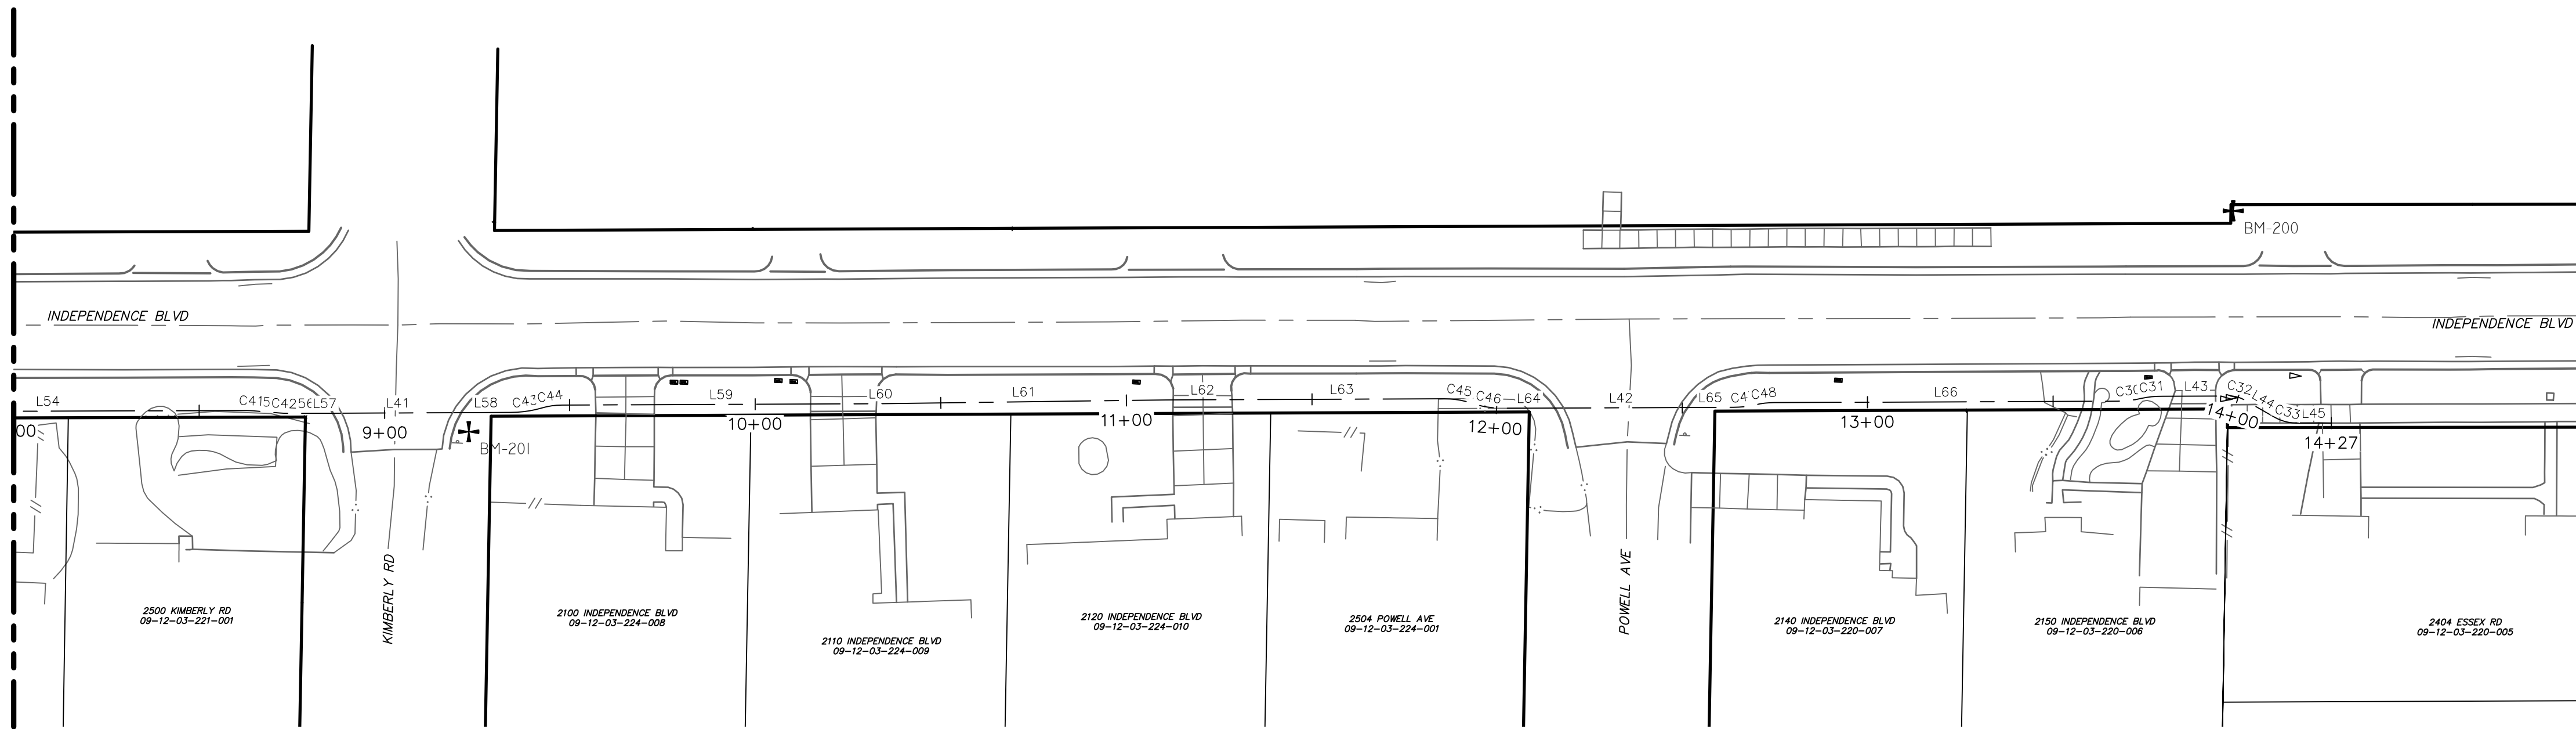 BM-200
INDEPENDENCE BLVD
INDEPENDENCE BLVD
L54
L57
L41
L58
C44
L59
L60
L61
L62
L63
C45
C46
L64
L42
L65
C48
L66
C31
L43
C32
L44
C33
L45
00
9+00
10+00
11+00
12+00
13+00
14+00
14+27
BM-201
KIMBERLY RD
POWELL AVE
2500 KIMBERLY RD
09-12-03-221-001
2100 INDEPENDENCE BLVD
09-12-03-224-008
2110 INDEPENDENCE BLVD
09-12-03-224-009
2120 INDEPENDENCE BLVD
09-12-03-224-010
2504 POWELL AVE
09-12-03-224-001
2140 INDEPENDENCE BLVD
09-12-03-220-007
2150 INDEPENDENCE BLVD
09-12-03-220-006
2404 ESSEX RD
09-12-03-220-005